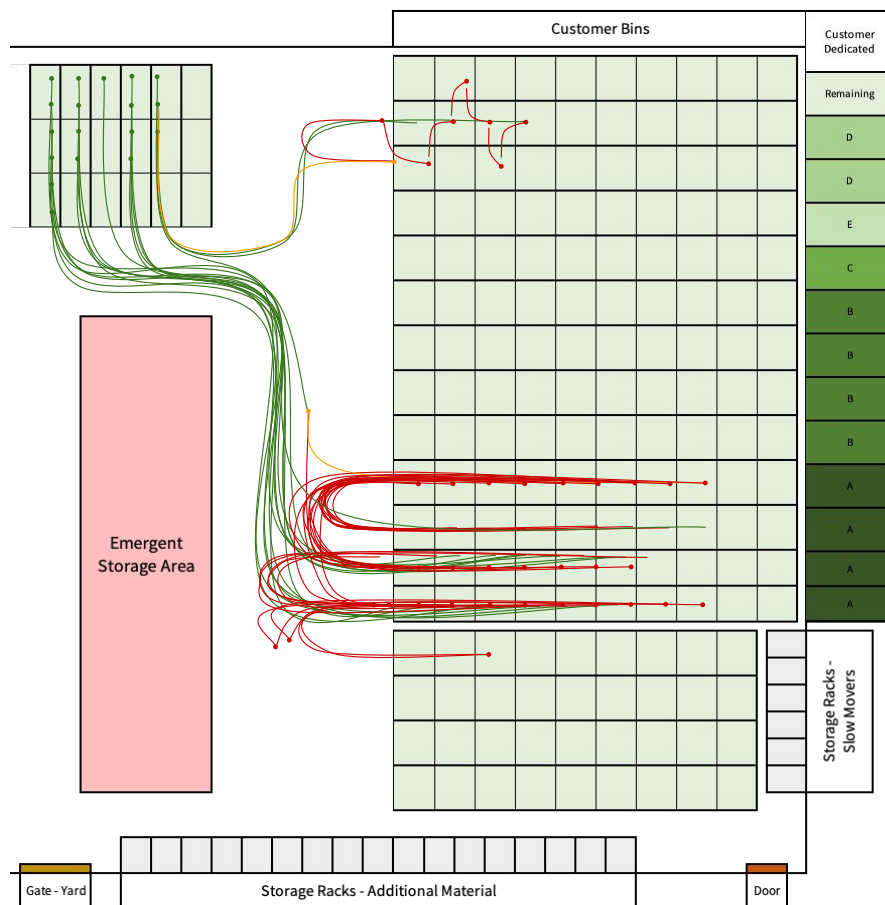 Customer Bins
Customer
Dedicated
Remaining
D
D
E
C
B
B
B
B
A
A
A
A
Emergent
Storage Area
Storage Racks -
Slow Movers
Gate - Yard
Storage Racks - Additional Material
Door